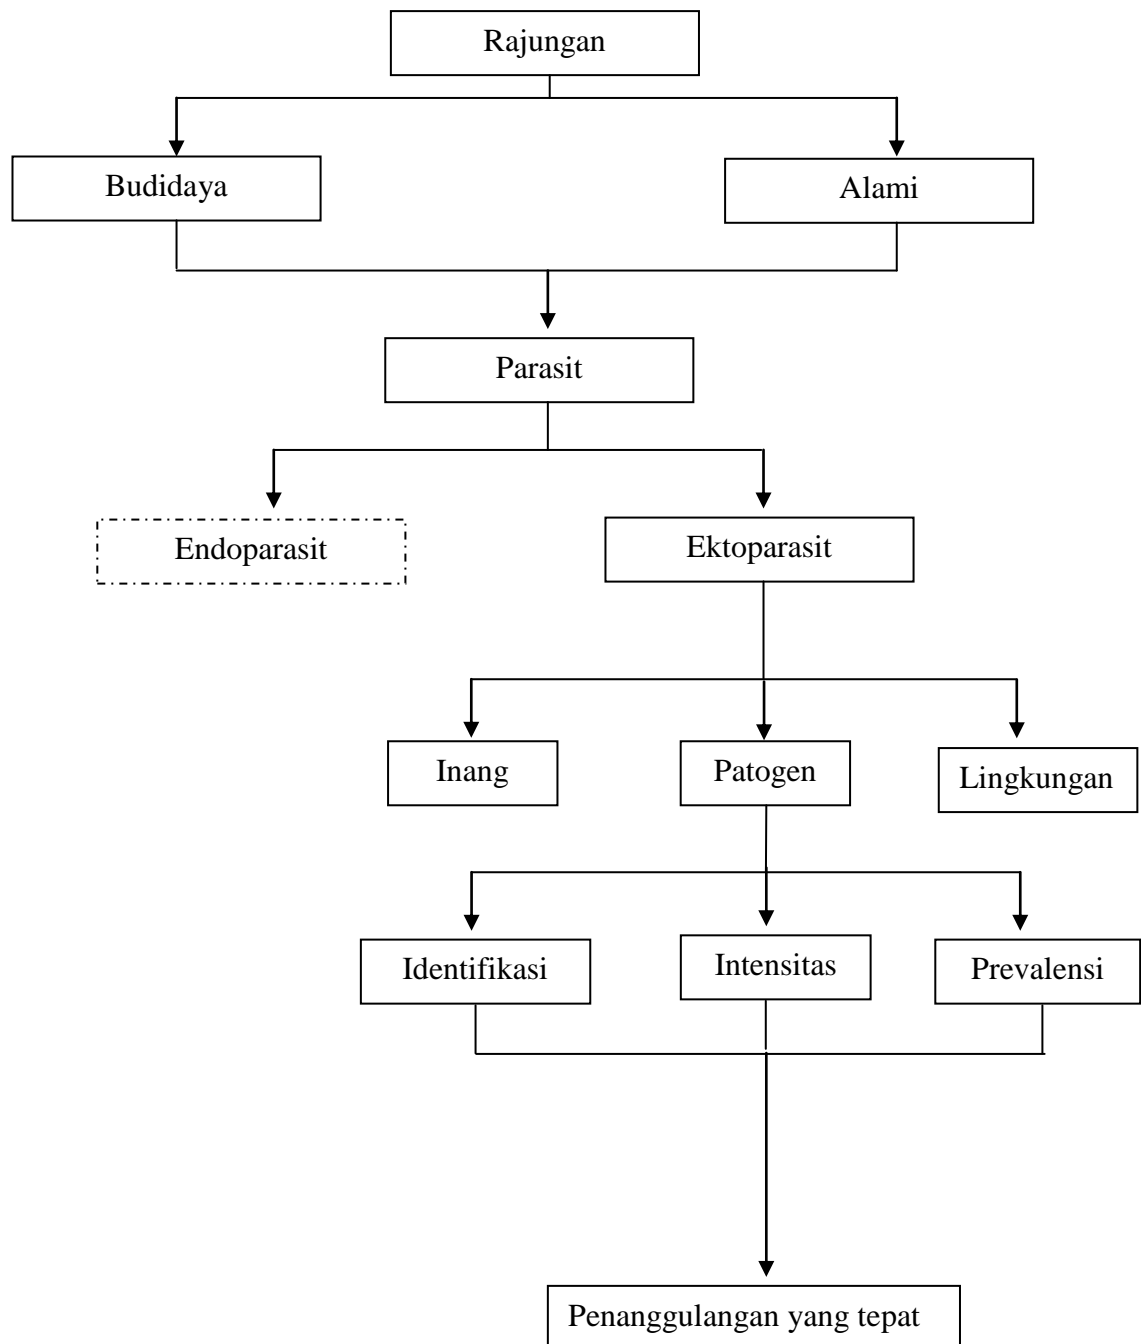 Rajungan
Budidaya
Alami
Parasit
Endoparasit
Ektoparasit
Inang
Patogen
Lingkungan
Identifikasi
Intensitas
Prevalensi
Penanggulangan yang tepat